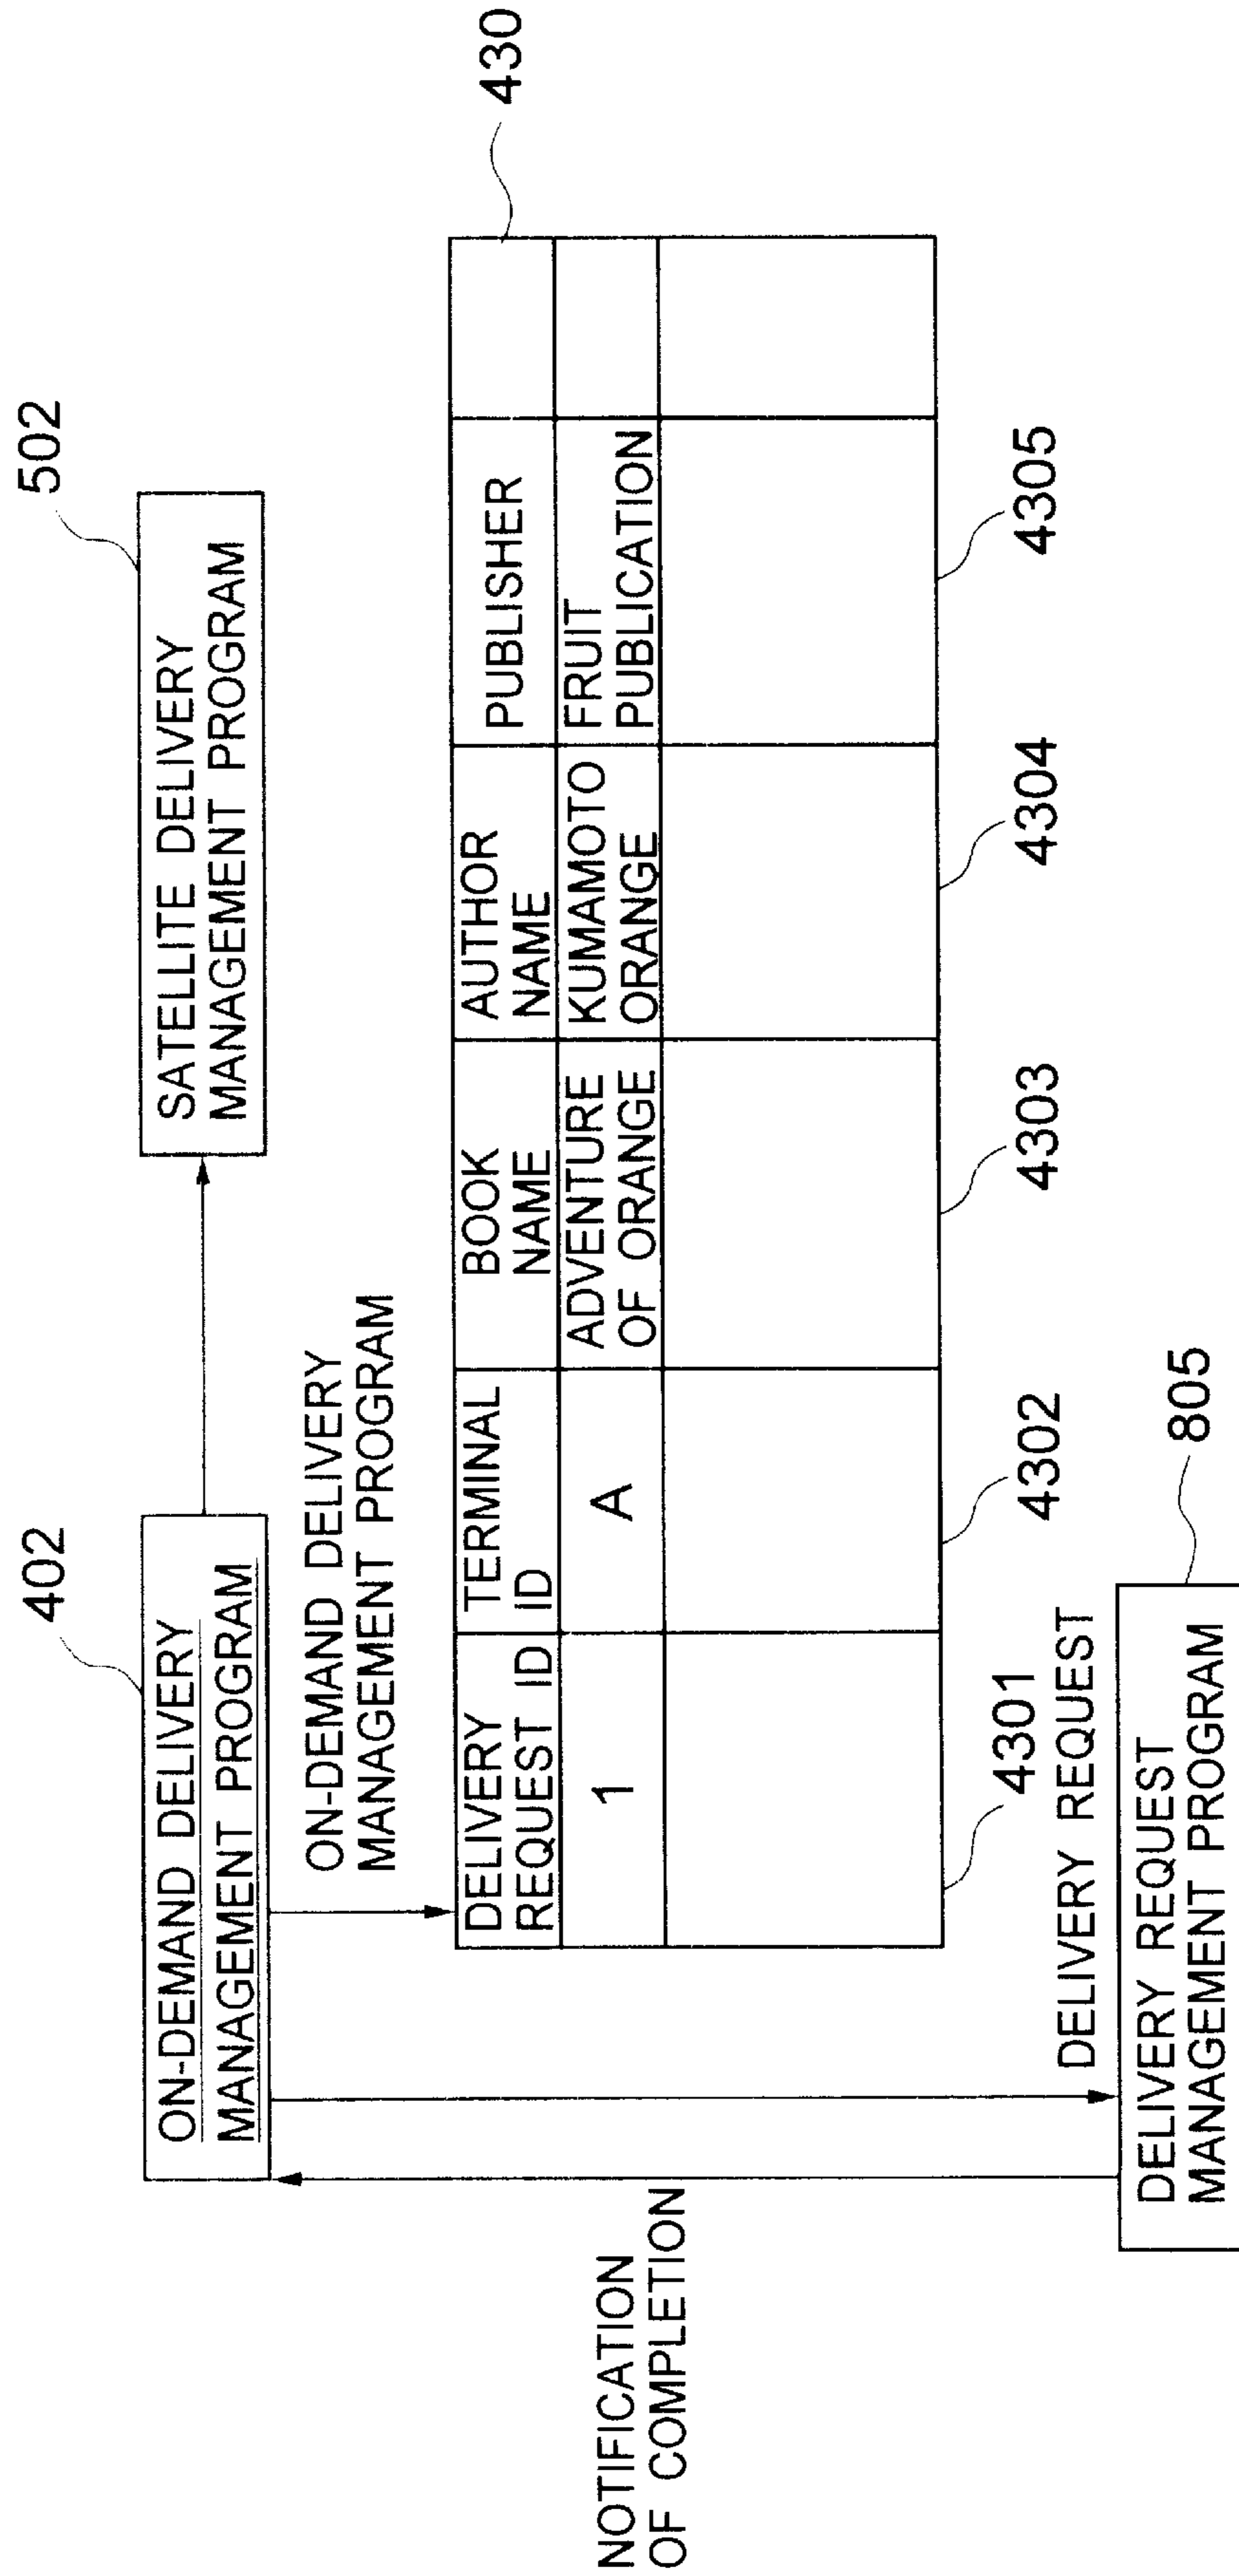 402
ON-DEMAND DELIVERY
MANAGEMENT PROGRAM
502
SATELLITE DELIVERY
MANAGEMENT PROGRAM
ON-DEMAND DELIVERY
MANAGEMENT PROGRAM
430
DELIVERY
REQUEST ID
TERMINAL
ID
BOOK
NAME
AUTHOR
NAME
PUBLISHER
1
A
ADVENTURE
OF ORANGE
KUMAMOTO
ORANGE
FRUIT
PUBLICATION
4301
4302
4303
4304
4305
NOTIFICATION
OF COMPLETION
DELIVERY REQUEST
DELIVERY REQUEST
MANAGEMENT PROGRAM
805